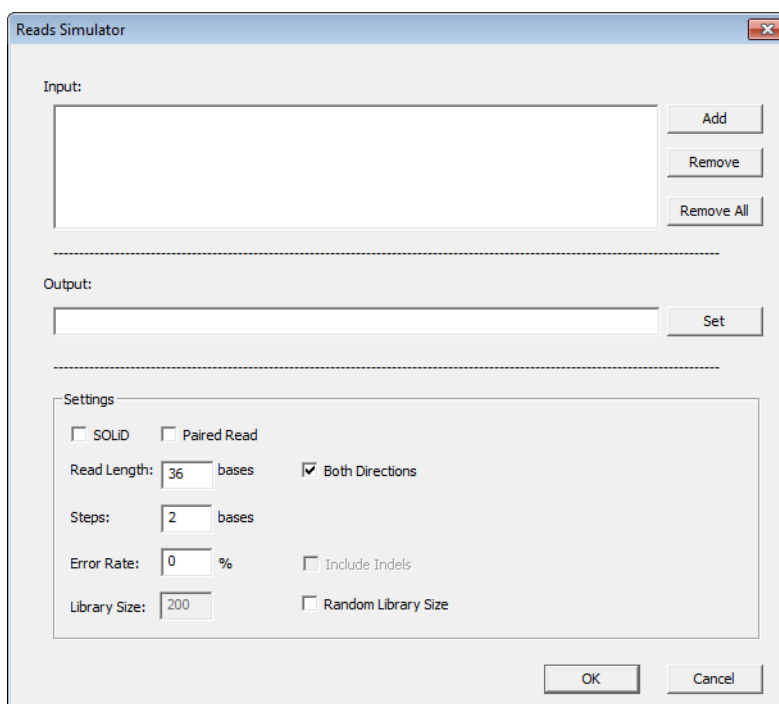 Reads Simulator
Input:
Add
Remove
Remove All
--------------------------------------------------------------------------------------------------------------------------------------
Output:
Set
--------------------------------------------------------------------------------------------------------------------------------------
Settings
SOLiD Paired Read
Read Length: 36 bases Both Directions
Steps: 2 bases
Error Rate: 0 % Include Indels
Library Size: 200 Random Library Size
OK Cancel